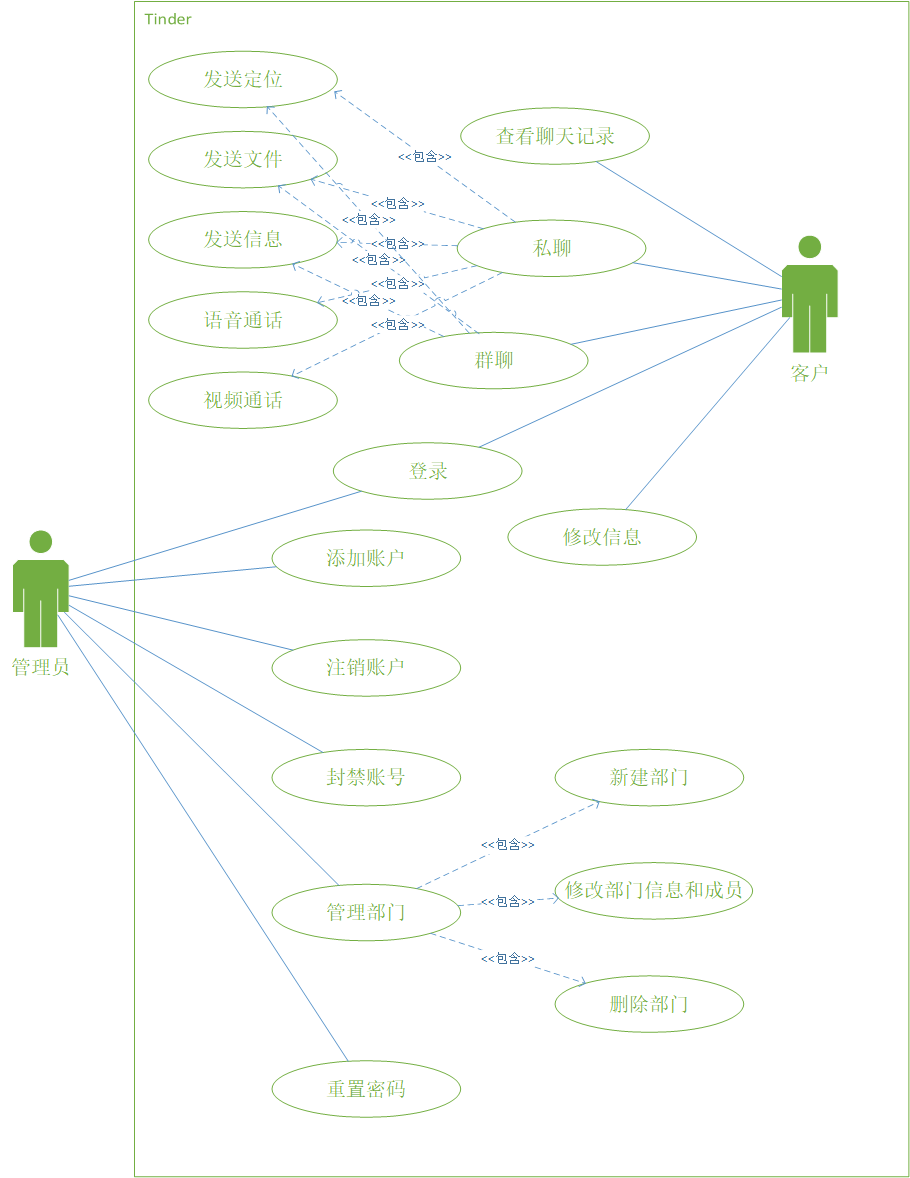 Tinder
发送定位
查看聊天记录
<<包含>>
发送文件
<<包含>>
<<包含>>
发送信息
<<包含>>
私聊
<<包含>>
<<包含>>
<<包含>>
语音通话
<<包含>>
群聊
客户
视频通话
登录
修改信息
添加账户
管理员
注销账户
封禁账号
新建部门
<<包含>>
修改部门信息和成员
<<包含>>
管理部门
<<包含>>
删除部门
重置密码